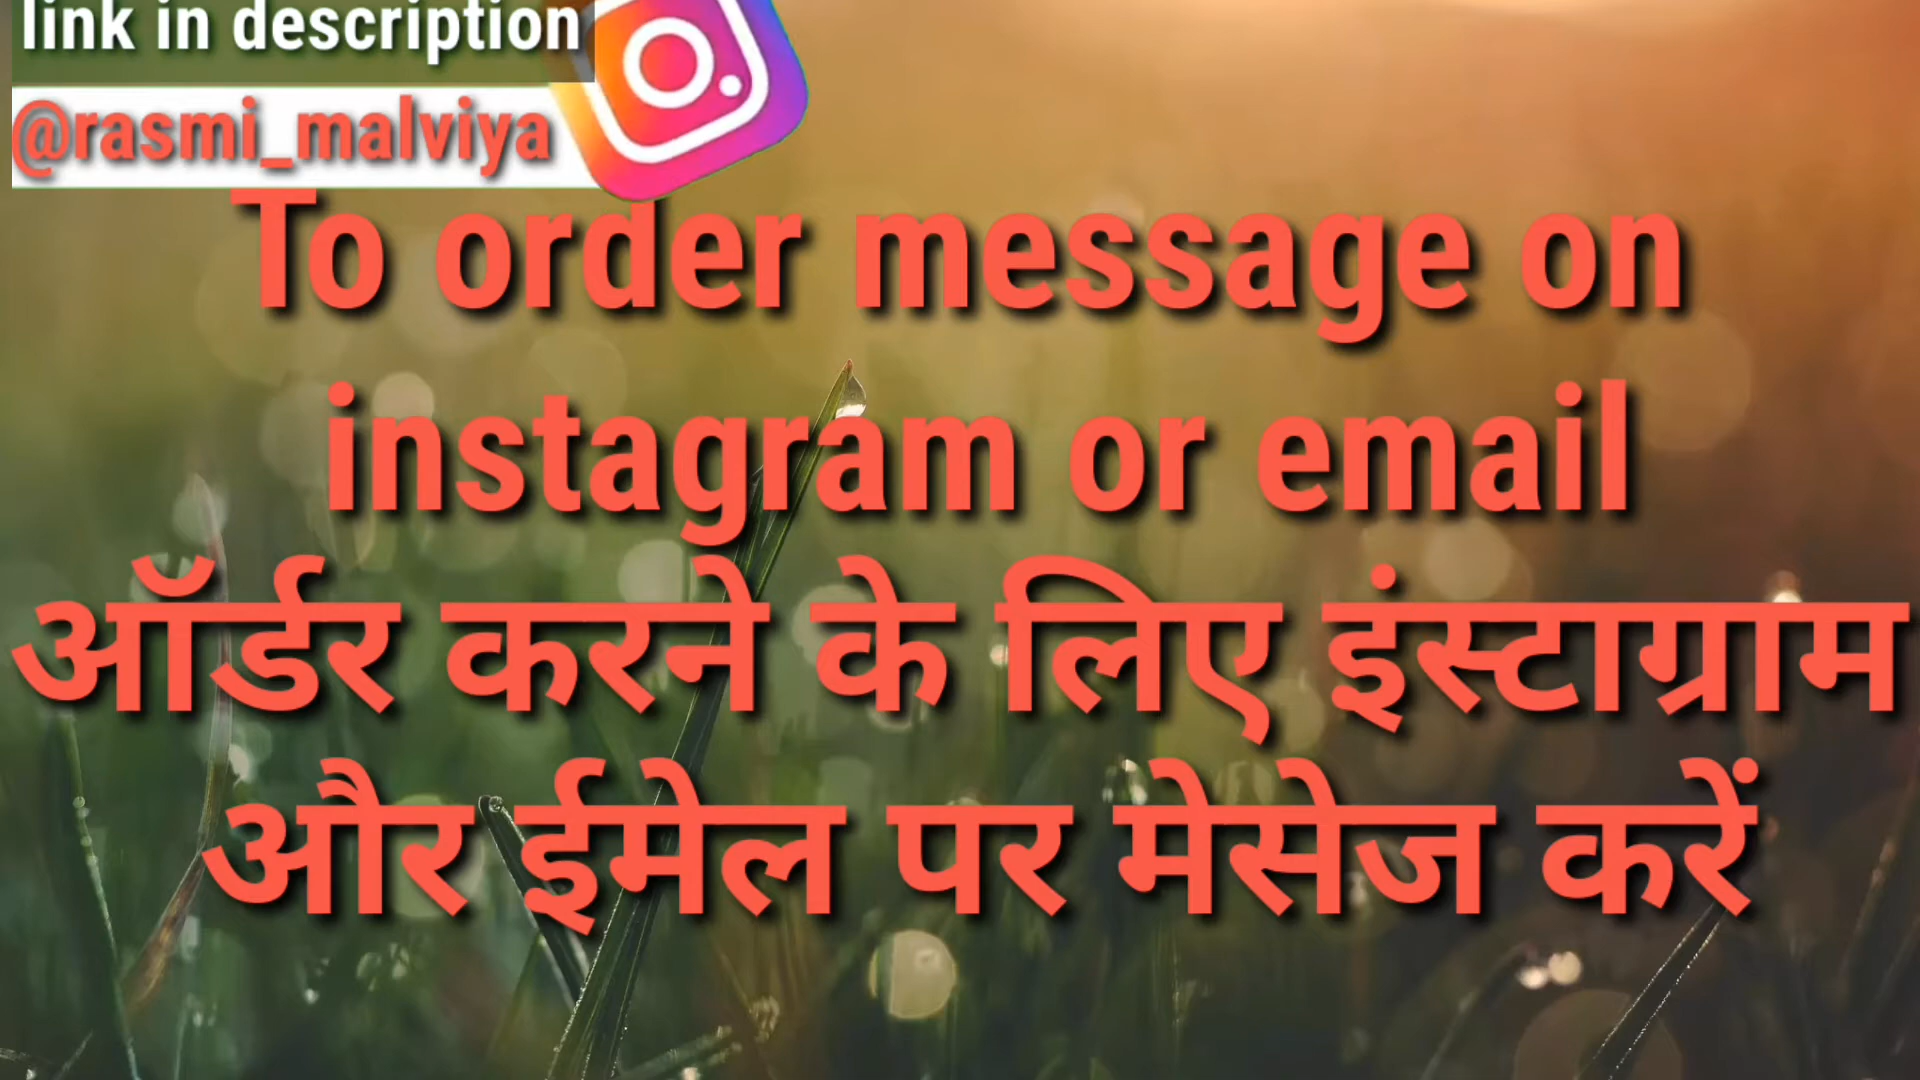 link in description
@rasmi_malviya
To order message on
instagram or email
ऑर्डर करने के लिए इंस्टाग्राम
और ईमेल पर मेसेज करें